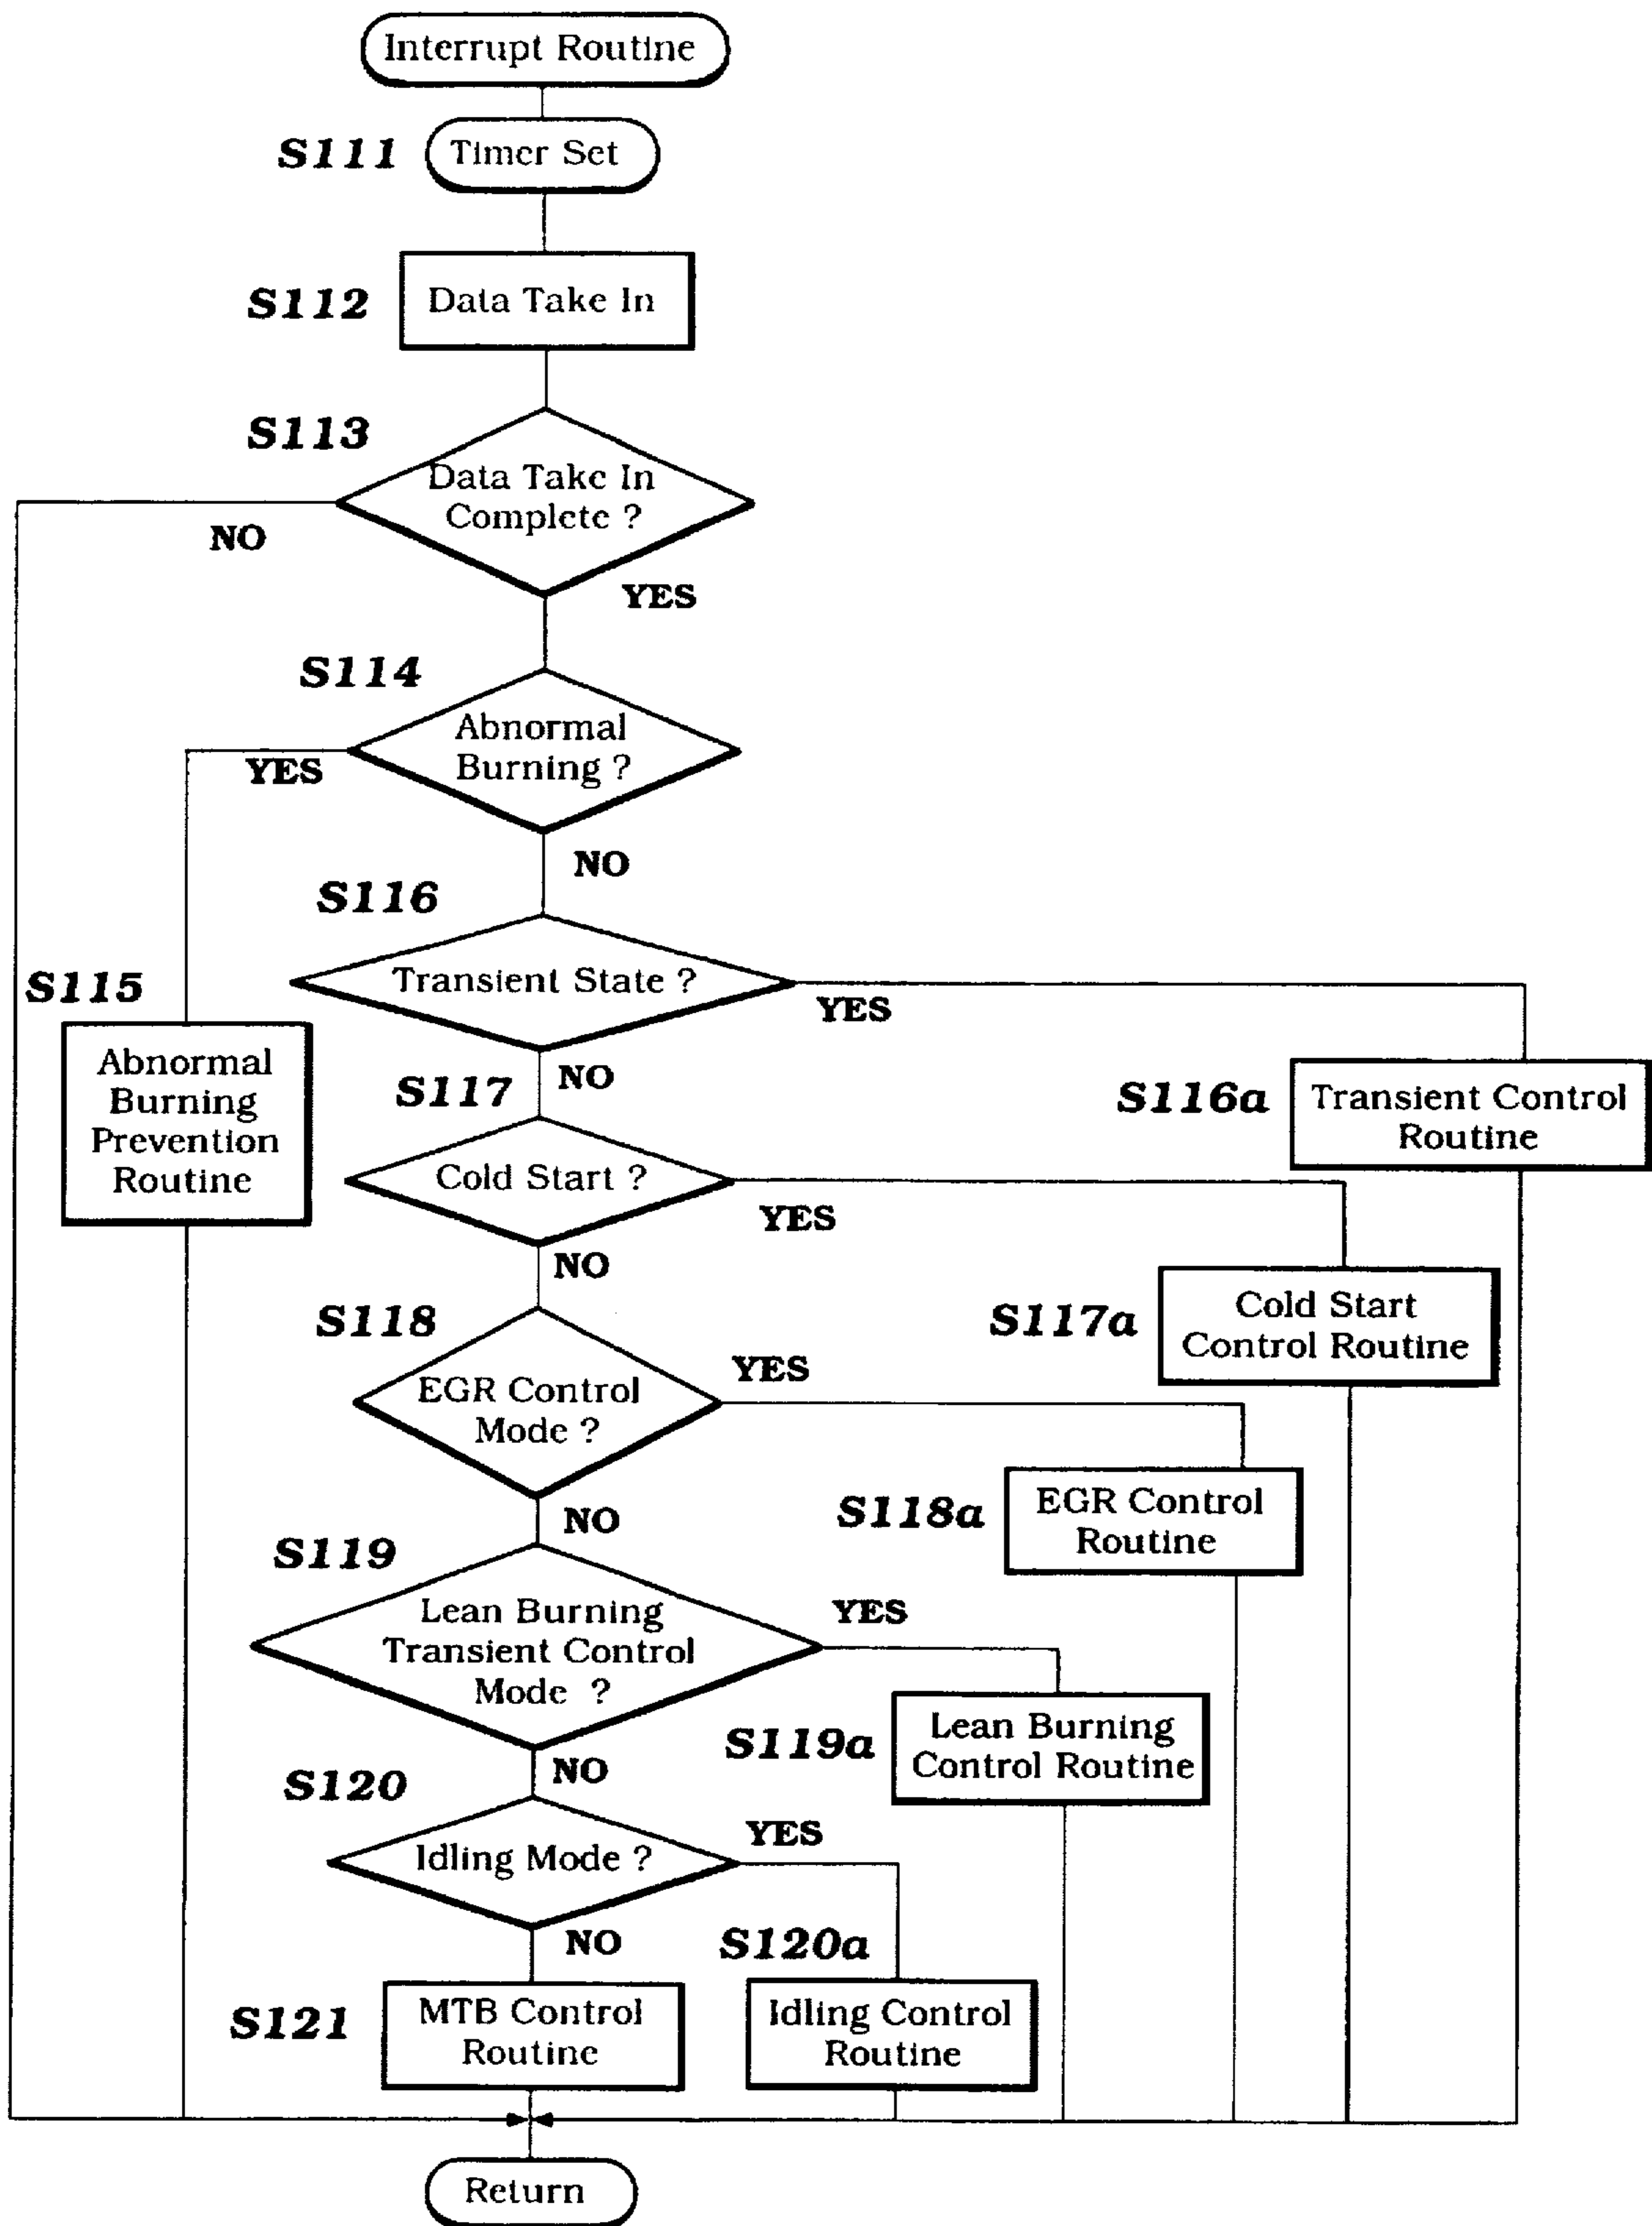 Interrupt Routine
S111
Timer Set
S112
Data Take In
S113
Data Take In
Complete ?
NO
YES
S114
Abnormal
Burning ?
YES
NO
S116
Transient State ?
YES
NO
S115
Abnormal
Burning
Prevention
Routine
S116a
Transient Control
Routine
S117
Cold Start ?
YES
NO
S117a
Cold Start
Control Routine
S118
EGR Control
Mode ?
YES
NO
S118a
EGR Control
Routine
S119
Lean Burning
Transient Control
Mode ?
YES
NO
S119a
Lean Burning
Control Routine
S120
Idling Mode ?
YES
NO
S120a
Idling Control
Routine
S121
MTB Control
Routine
Return